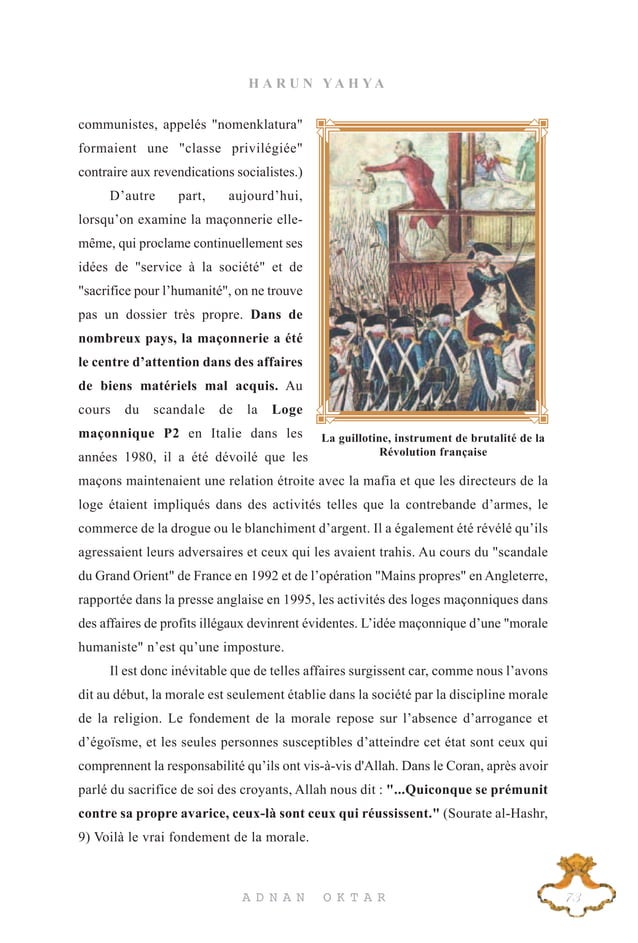 HARUN YAHYA
communistes, appelés "nomenklatura"
formaient une "classe privilégiée"
contraire aux revendications socialistes.)
D’autre part, aujourd’hui,
lorsqu’on examine la maçonnerie elle-
même, qui proclame continuellement ses
idées de "service à la société" et de
"sacrifice pour l’humanité", on ne trouve
pas un dossier très propre. Dans de
nombreux pays, la maçonnerie a été
le centre d’attention dans des affaires
de biens matériels mal acquis. Au
cours du scandale de la Loge
maçonnique P2 en Italie dans les
années 1980, il a été dévoilé que les
La guillotine, instrument de brutalité de la
Révolution française
maçons maintenaient une relation étroite avec la mafia et que les directeurs de la
loge étaient impliqués dans des activités telles que la contrebande d’armes, le
commerce de la drogue ou le blanchiment d’argent. Il a également été révélé qu’ils
agressaient leurs adversaires et ceux qui les avaient trahis. Au cours du "scandale
du Grand Orient" de France en 1992 et de l’opération "Mains propres" en Angleterre,
rapportée dans la presse anglaise en 1995, les activités des loges maçonniques dans
des affaires de profits illégaux devinrent évidentes. L’idée maçonnique d’une "morale
humaniste" n’est qu’une imposture.
Il est donc inévitable que de telles affaires surgissent car, comme nous l’avons
dit au début, la morale est seulement établie dans la société par la discipline morale
de la religion. Le fondement de la morale repose sur l’absence d’arrogance et
d’égoïsme, et les seules personnes susceptibles d’atteindre cet état sont ceux qui
comprennent la responsabilité qu’ils ont vis-à-vis d'Allah. Dans le Coran, après avoir
parlé du sacrifice de soi des croyants, Allah nous dit : "...Quiconque se prémunit
contre sa propre avarice, ceux-là sont ceux qui réussissent." (Sourate al-Hashr,
9) Voilà le vrai fondement de la morale.
ADNAN OKTAR
73